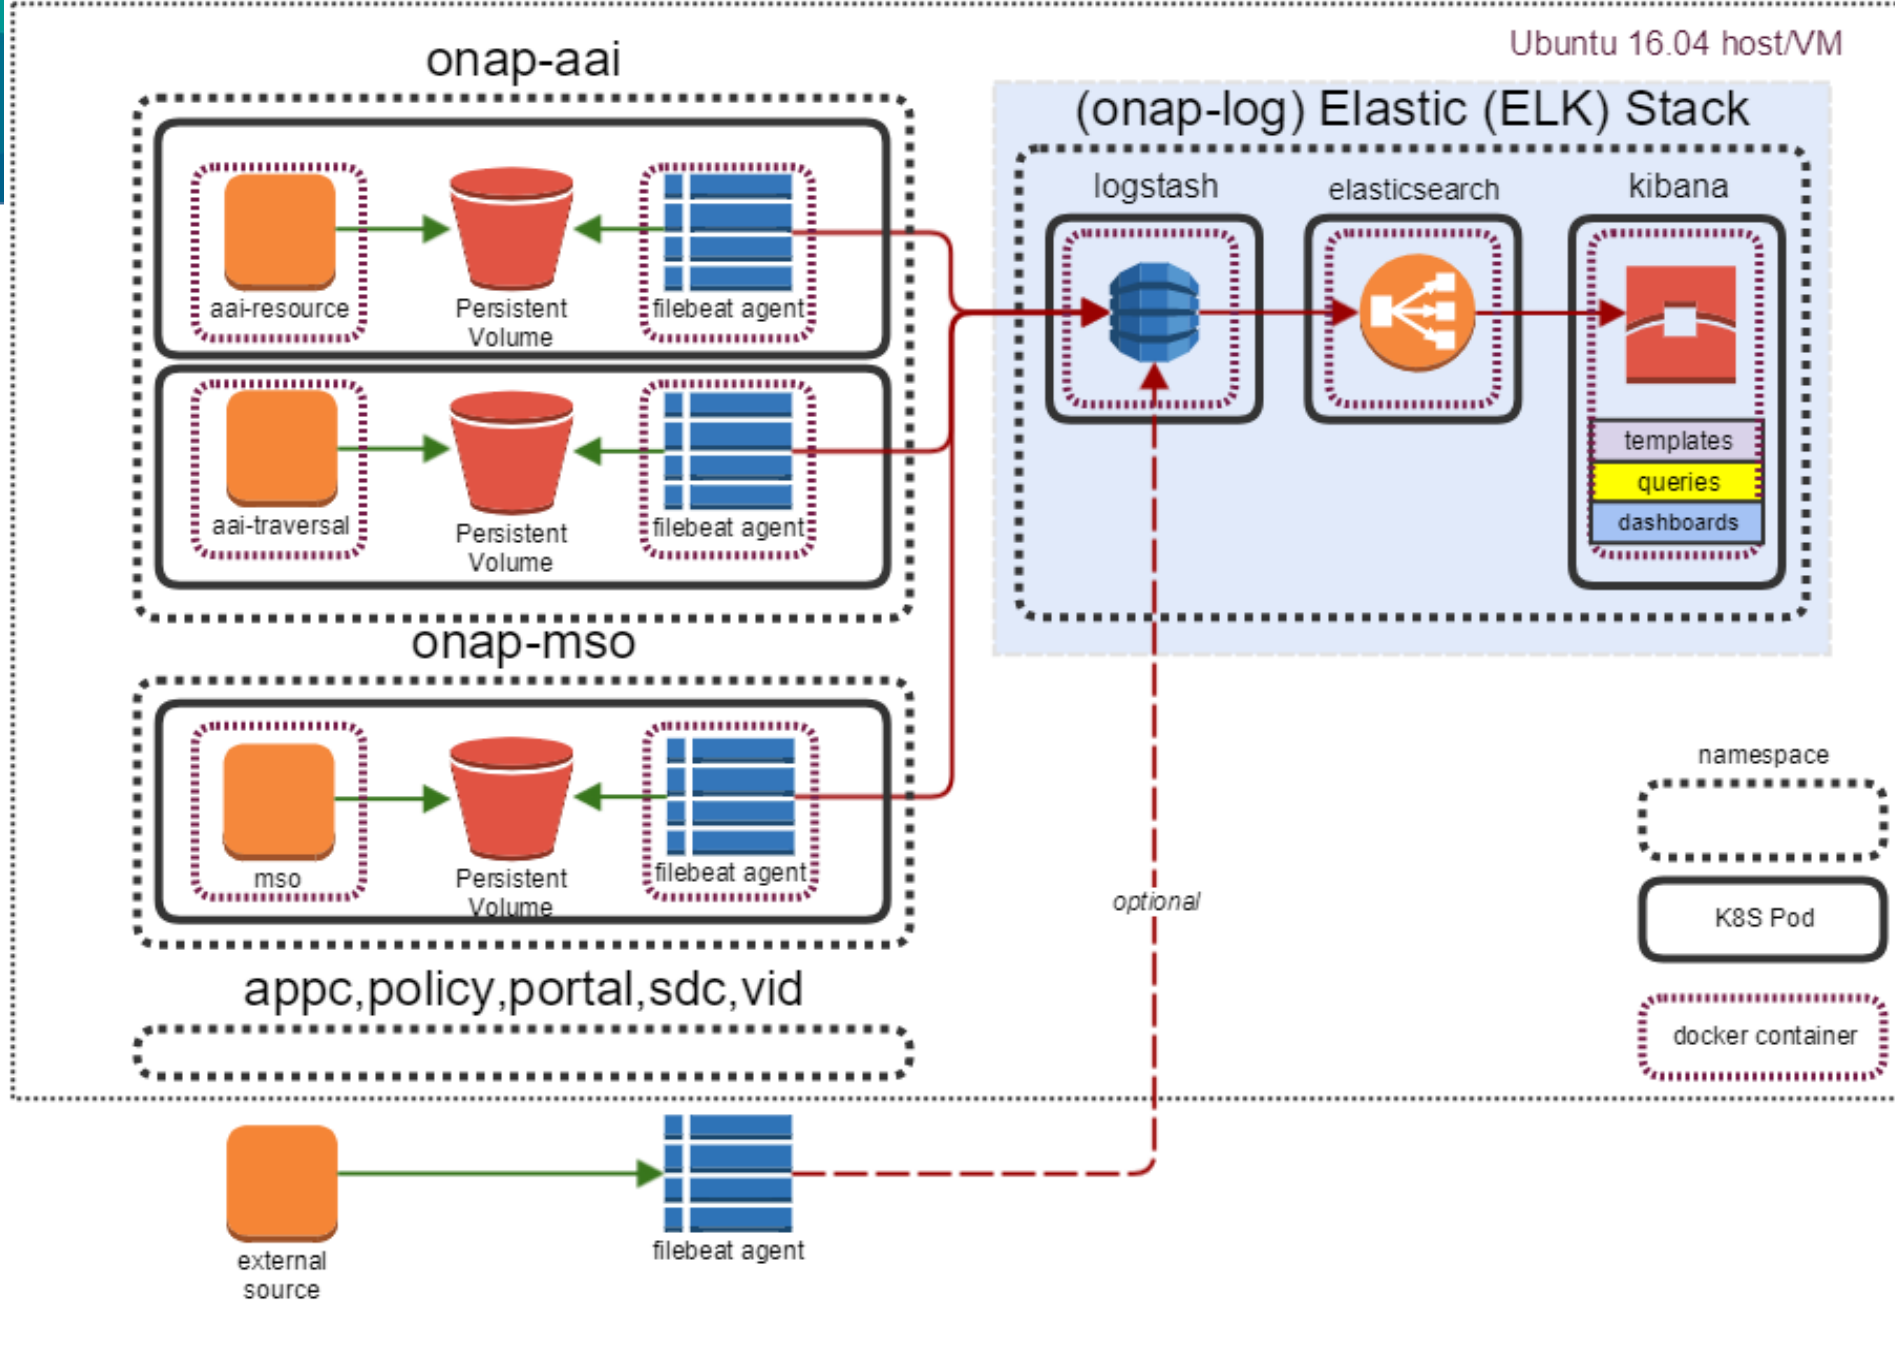 Ubuntu 16.04 host/VM
onap-aai
(onap-log) Elastic (ELK) Stack
logstash
elasticsearch
kibana
aai-resource
Persistent
Volume
filebeat agent
templates
queries
dashboards
aai-traversal
Persistent
Volume
filebeat agent
onap-mso
namespace
mso
Persistent
Volume
filebeat agent
optional
K8S Pod
appc,policy,portal,sdc,vid
docker container
external
source
filebeat agent